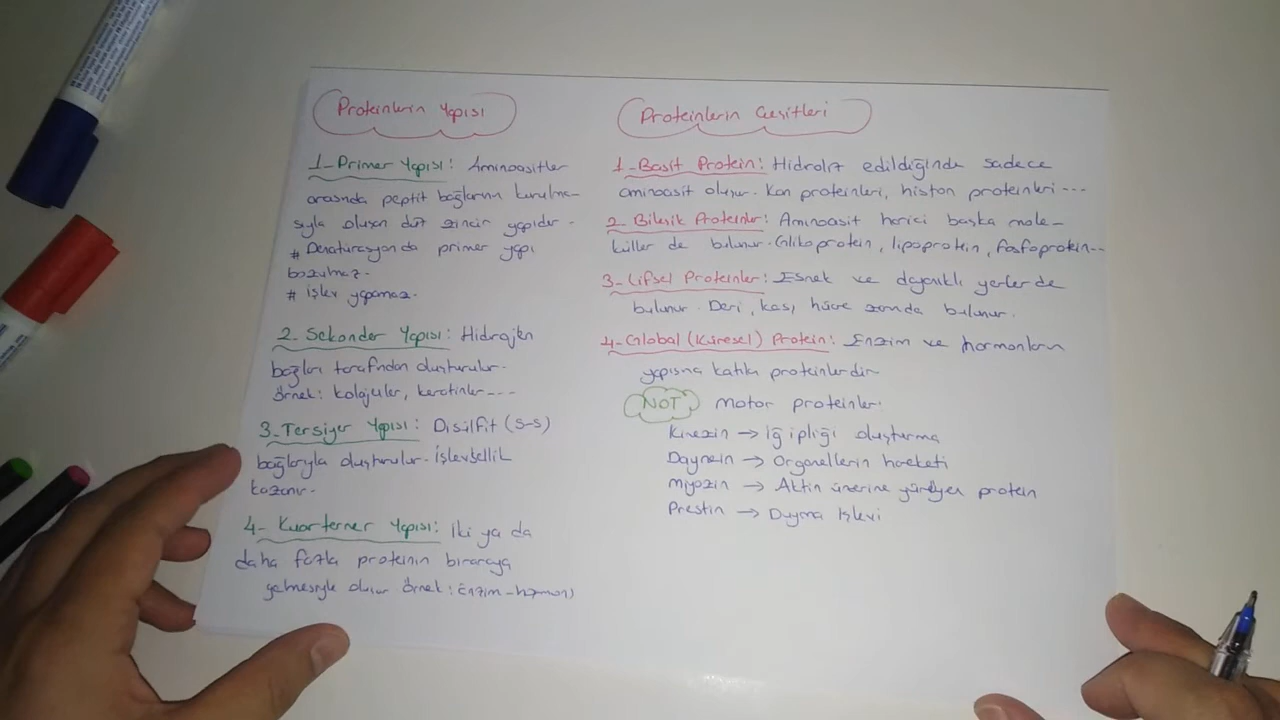 Proteinlerin Yapısı
1-Primer Yapısı: Aminoasitler
arasında peptit bağlarının kurulma-
sıyla oluşan düz zincir yapıdır.
# Denatürasyonda primer yapı
bozulmaz.
# İşlev yapamaz.
2- Sekonder Yapısı: Hidrojen
bağları tarafından oluşturulur.
örnek: kolajenler, keratinler---
3-Tersiyer Yapısı: Disülfit (S-S)
bağlarıyla oluşturulur. İşlevsellik
kazanır.
4- Kuarterner Yapısı: İki ya da
daha fazla proteinin biraraya
gelmesiyle oluşur örnek: Enzim-hormon
Proteinlerin Çeşitleri
1-Basit Protein: Hidroliz edildiğinde sadece
aminoasit oluşur. Kan proteinleri, histon proteinleri---
2- Bileşik Proteinler: Aminoasit harici başka mole-
küller de bulunur. Glikoprotein, lipoprotein, fosfoprotein--
3-Lifsel Proteinler: Esnek ve dayanıklı yerlerde
bulunur. Deri, kas, hücre zarında bulunur.
4-Global (Küresel) Protein: Enzim ve hormonların
yapısına katılan proteinlerdir
NOT motor proteinler:
Kinezin → İğ ipliği oluşturma
Daynein → Organellerin hareketi
Miyozin → Aktin üzerine yürüyen protein
Prestin → Duyma işlevi